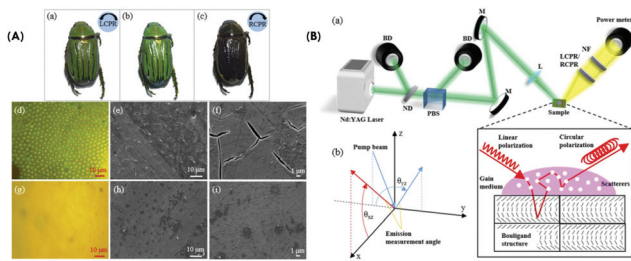 (A)
(a)
LCPR
(b)
(c)
RCPR
(d)
10 μm
(e)
10 μm
(f)
1 μm
(g)
10 μm
(h)
10 μm
(i)
1 μm
(B)
(a)
BD
BD
M
Power meter
NF
LCPR/
RCPR
L
Nd:YAG Laser
ND
PBS
M
Sample
(b)
Z
Pump beam
θyz
θxz
Y
X
Emission
measurement angle
Linear
polarization
Circular
polarization
Gain
medium
Scatterers
Bouligand
structure